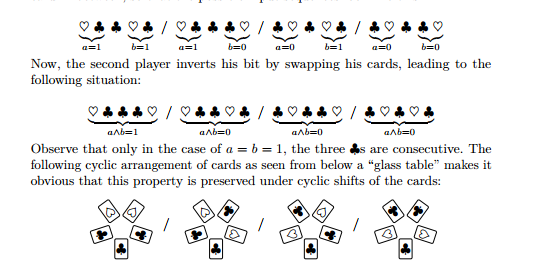 ♡♣♣♡♣ / ♡♣♣♣♡ / ♣♡♣♡♣ / ♣♡♣♣♡
a=1 b=1 a=1 b=0 a=0 b=1 a=0 b=0
Now, the second player inverts his bit by swapping his cards, leading to the
following situation:
♡♣♣♣♡ / ♡♣♣♡♣ / ♣♡♣♣♡ / ♣♡♣♡♣
a∧b=1 a∧b=0 a∧b=0 a∧b=0
Observe that only in the case of a = b = 1, the three ♣s are consecutive. The
following cyclic arrangement of cards as seen from below a “glass table” makes it
obvious that this property is preserved under cyclic shifts of the cards:
/ / /